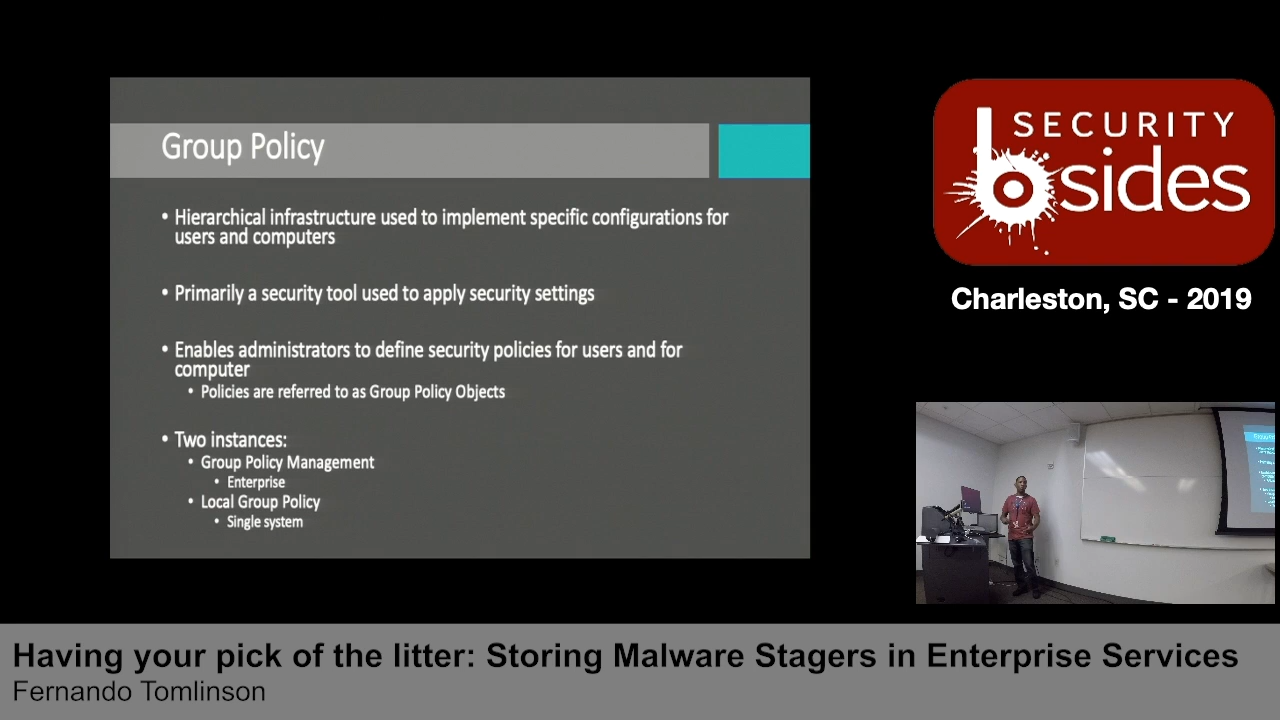 Group Policy
• Hierarchical infrastructure used to implement specific configurations for
users and computers
• Primarily a security tool used to apply security settings
• Enables administrators to define security policies for users and for
computer
• Policies are referred to as Group Policy Objects
• Two instances:
• Group Policy Management
• Enterprise
• Local Group Policy
• Single system
SECURITY
bsides
Charleston, SC - 2019
Having your pick of the litter: Storing Malware Stagers in Enterprise Services
Fernando Tomlinson